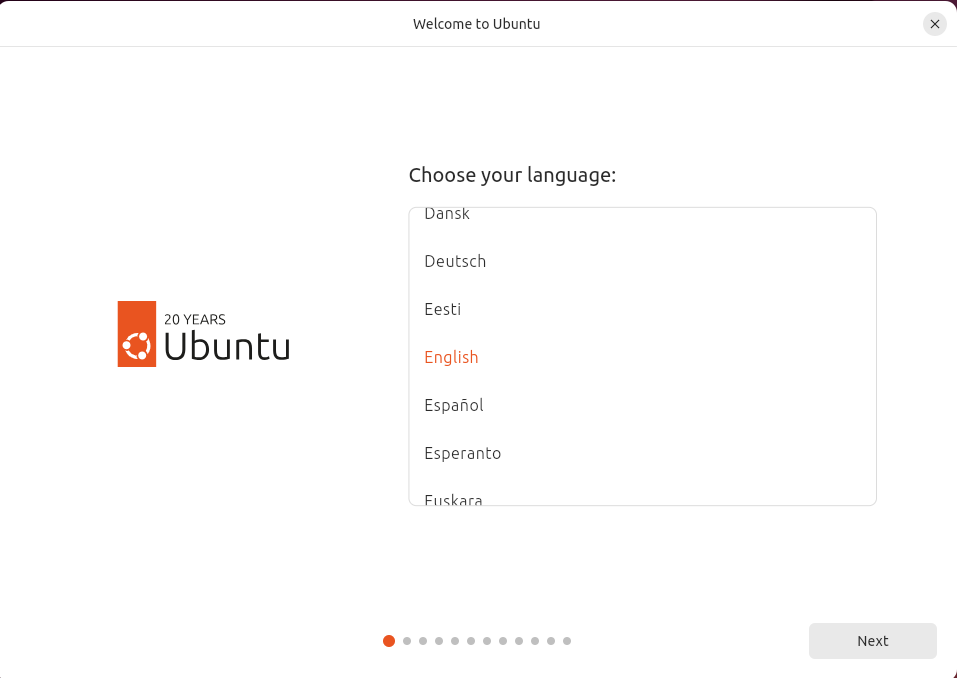 Welcome to Ubuntu
Choose your language:
Dansk
Deutsch
Eesti
English
Español
Esperanto
Euskara
20 YEARS
Ubuntu
Next